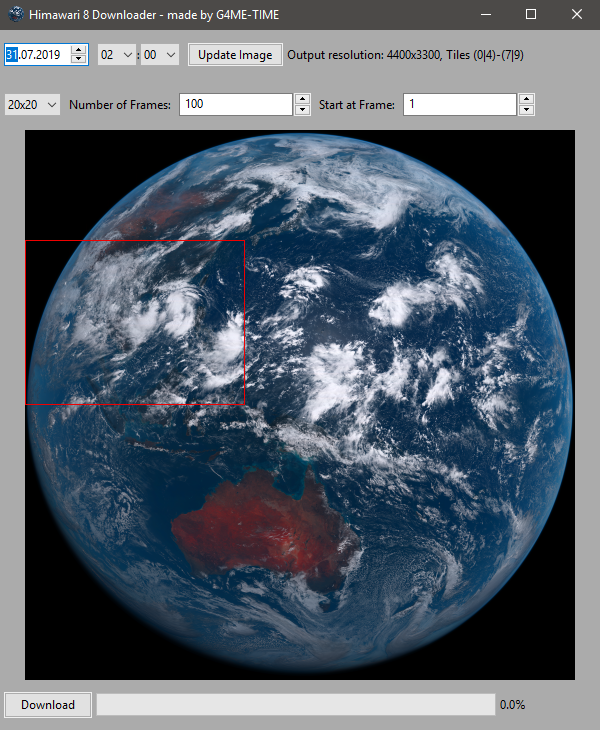 Himawari 8 Downloader - made by G4ME-TIME
31.07.2019 02 : 00 Update Image Output resolution: 4400x3300, Tiles (0|4)-(7|9)
20x20 Number of Frames: 100 Start at Frame: 1
Download 0.0%